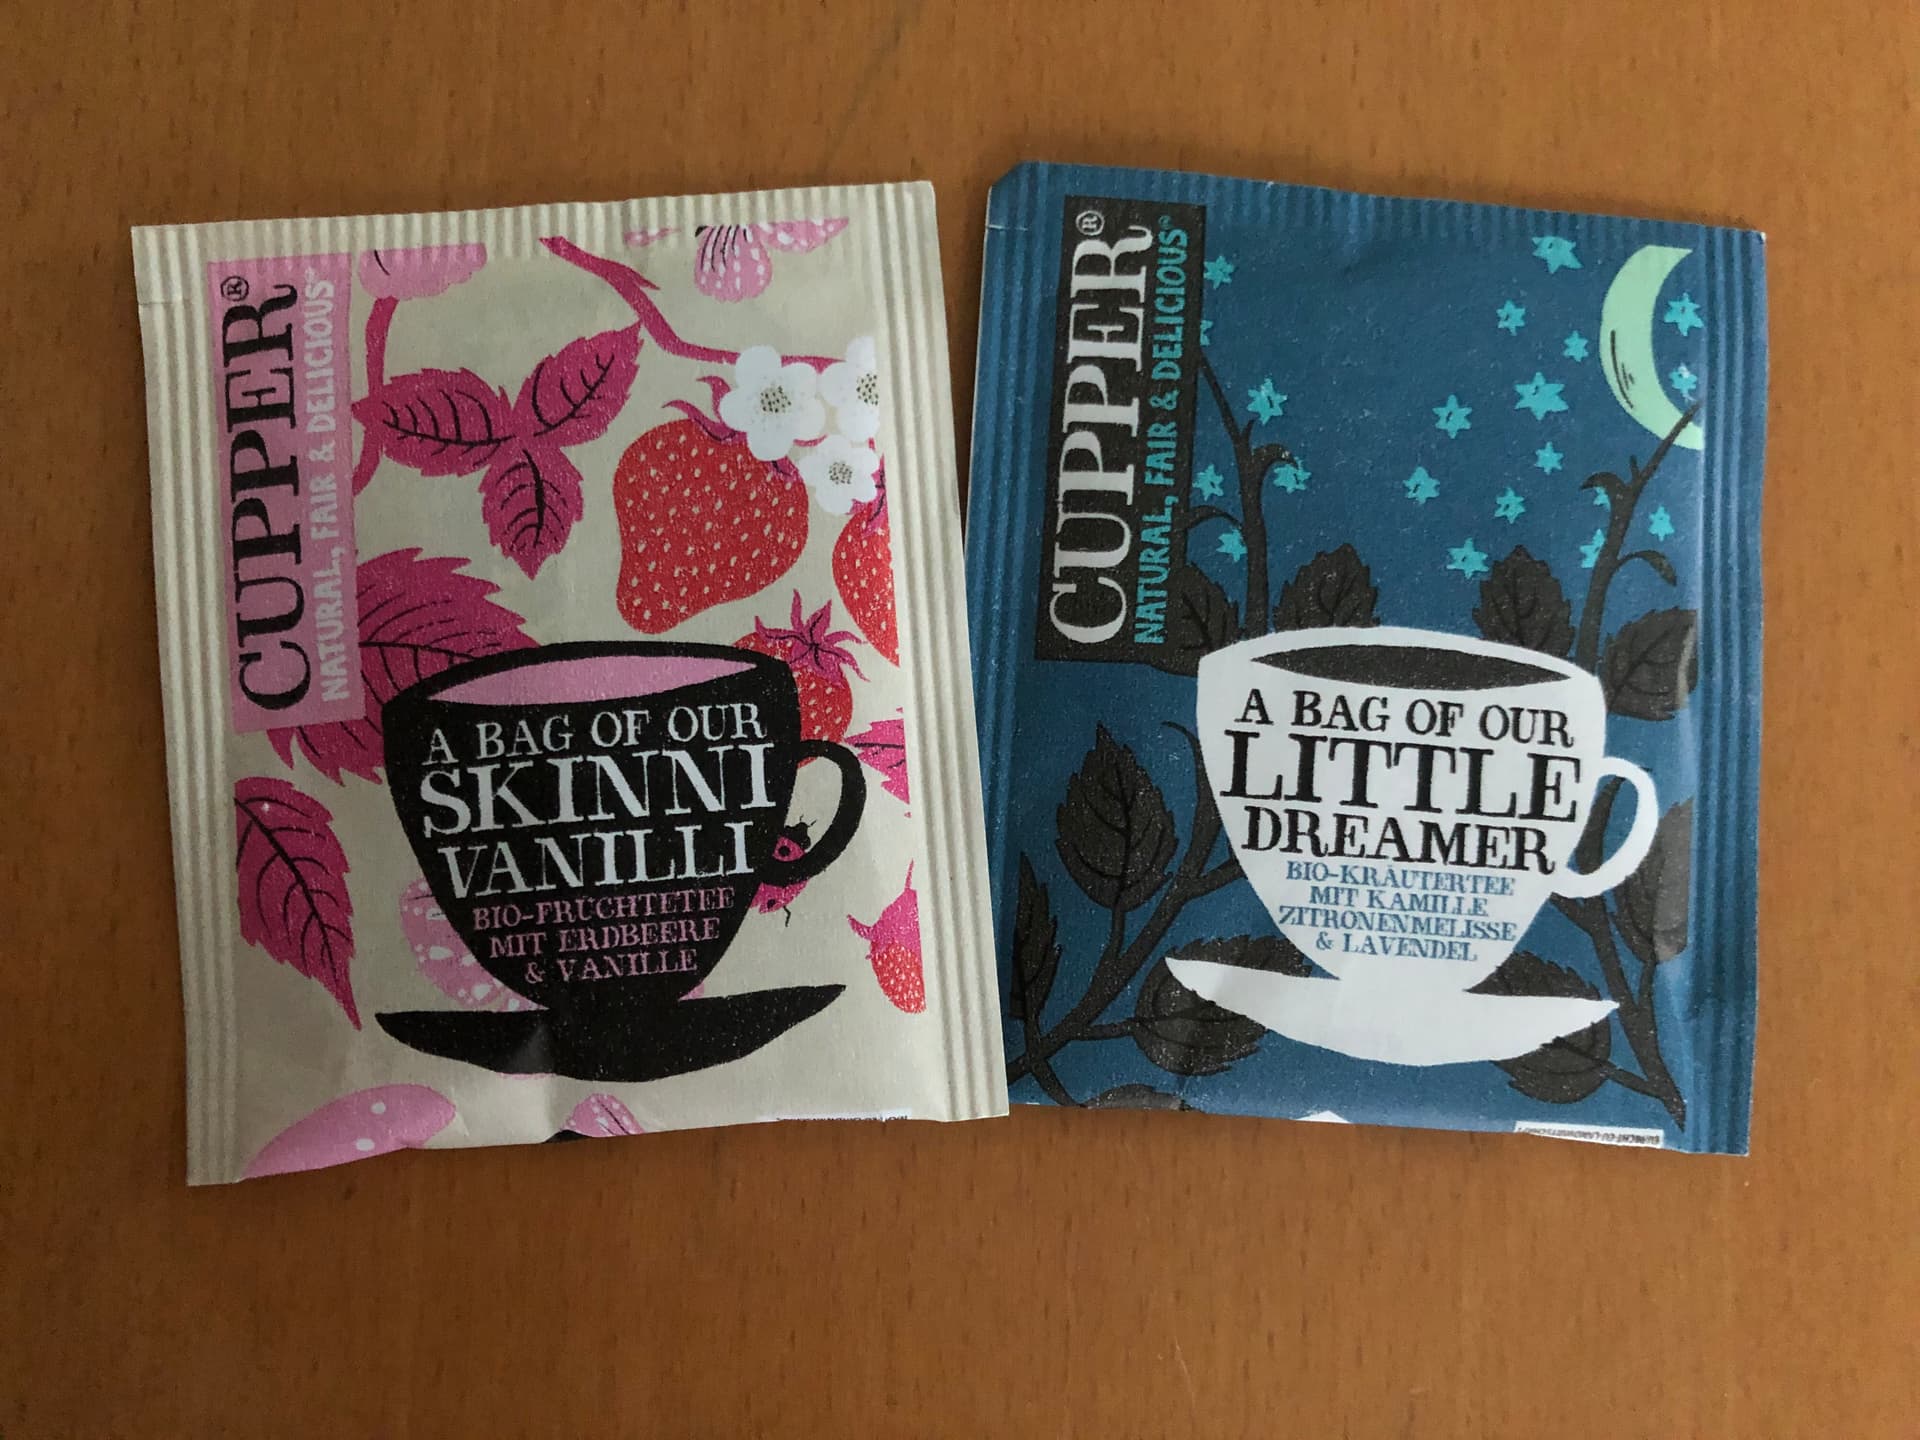 CUPPER®
NATURAL, FAIR & DELICIOUS®
A BAG OF OUR
SKINNI
VANILLI
BIO-FRÜCHTETEE
MIT ERDBEERE
& VANILLE
CUPPER®
NATURAL, FAIR & DELICIOUS®
A BAG OF OUR
LITTLE
DREAMER
BIO-KRÄUTERTEE
MIT KAMILLE
ZITRONENMELISSE
& LAVENDEL